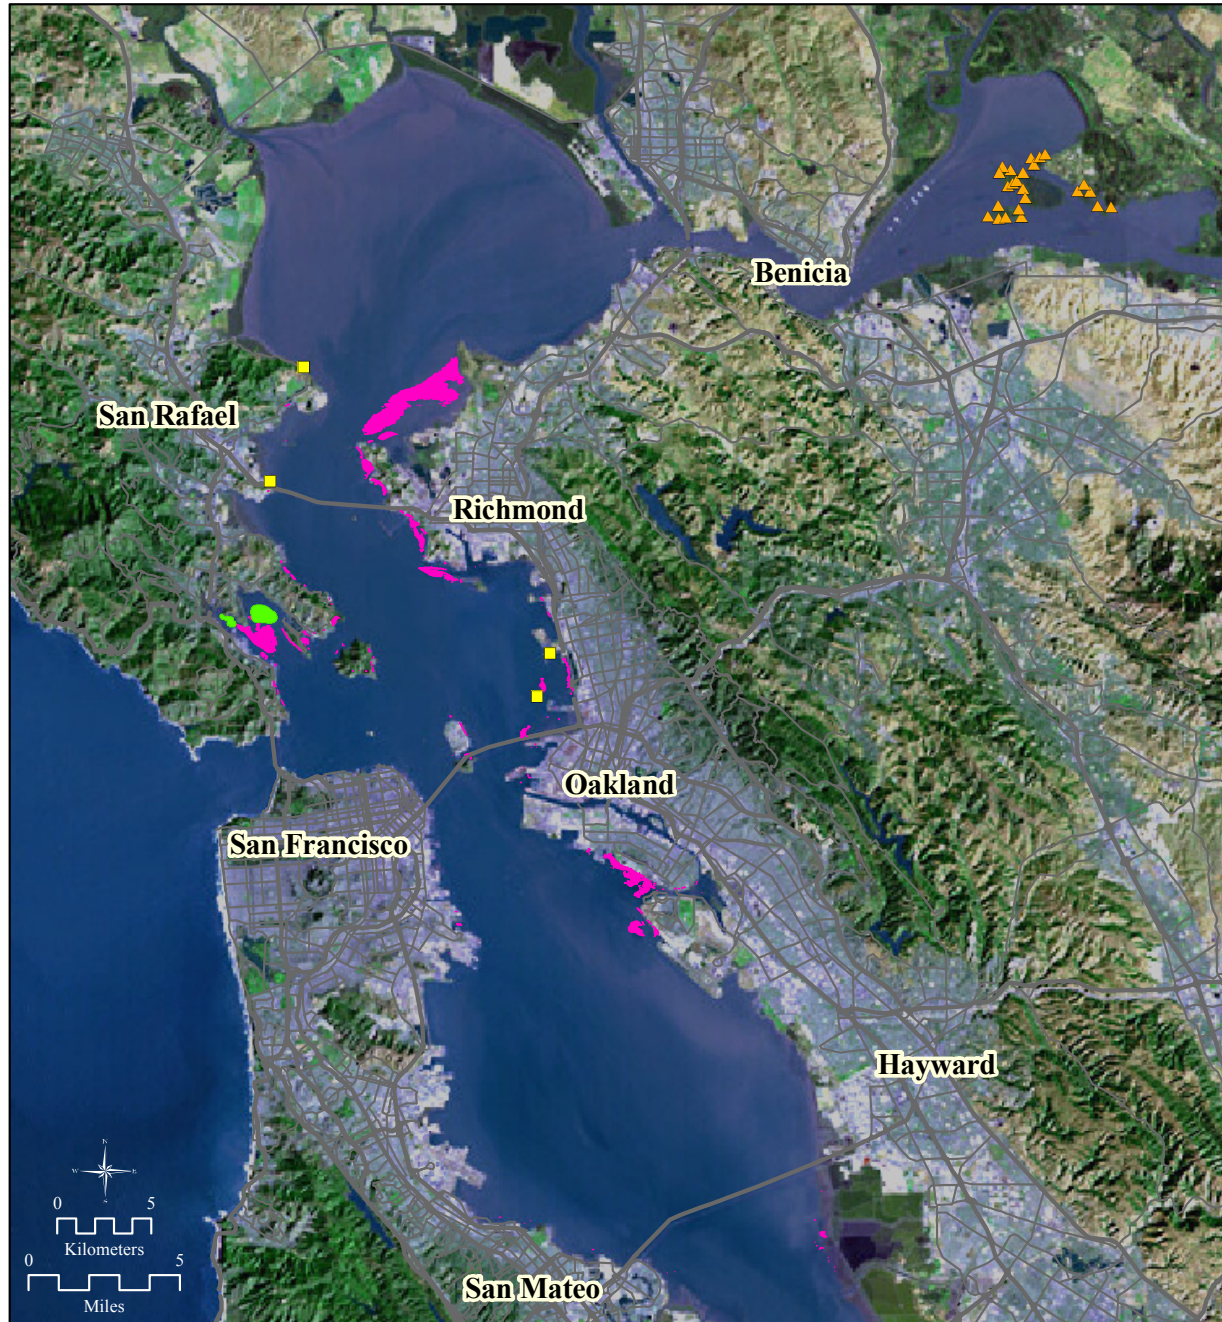 Benicia
San Rafael
Richmond
Oakland
San Francisco
Hayward
N
W E
S
0 5
Kilometers
0 5
Miles
San Mateo